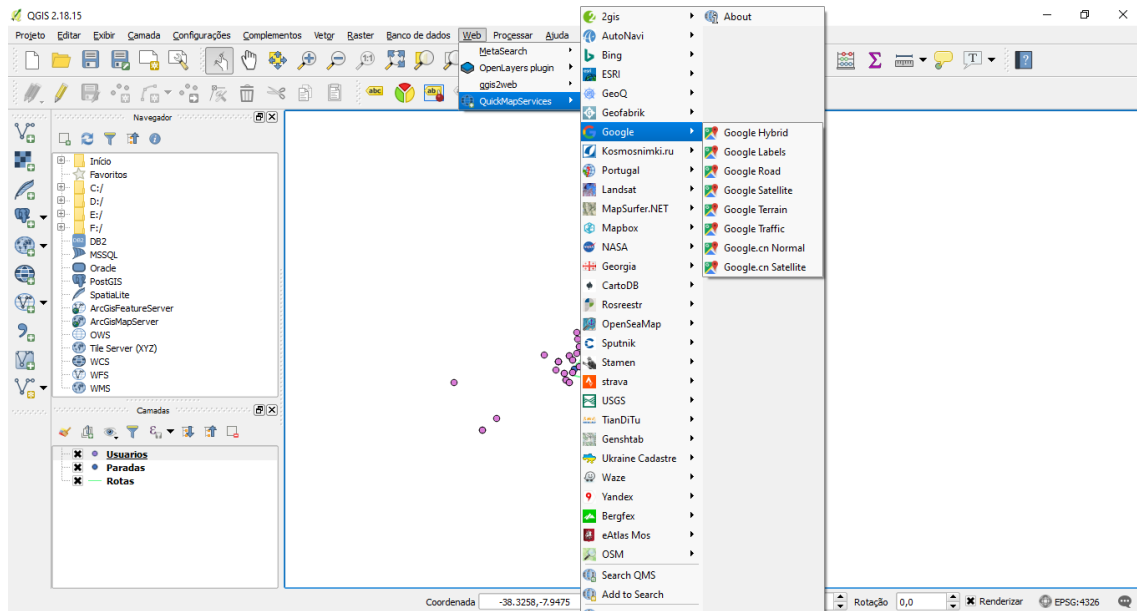 QGIS 2.18.15
Projeto Editar Exibir Camada Configurações Complementos Vetor Raster Banco de dados Web Processar Ajuda
MetaSearch
OpenLayers plugin
qgis2web
QuickMapServices
2gis
AutoNavi
Bing
ESRI
GeoQ
Geofabrik
Google
Kosmosnimki.ru
Portugal
Landsat
MapSurfer.NET
Mapbox
NASA
Georgia
CartoDB
Rosreestr
OpenSeaMap
Sputnik
Stamen
strava
USGS
TianDiTu
Genshtab
Ukraine Cadastre
Waze
Yandex
Bergfex
eAtlas Mos
OSM
Search QMS
Add to Search
About
Google Hybrid
Google Labels
Google Road
Google Satellite
Google Terrain
Google Traffic
Google.cn Normal
Google.cn Satellite
abc
Navegador
Início
Favoritos
C:/
D:/
E:/
F:/
DB2
MSSQL
Oracle
PostGIS
SpatiaLite
ArcGisFeatureServer
ArcGisMapServer
OWS
Tile Server (XYZ)
WCS
WFS
WMS
Camadas
Usuarios
Paradas
Rotas
Coordenada -38.3258,-7.9475
Rotação 0,0 Renderizar EPSG:4326